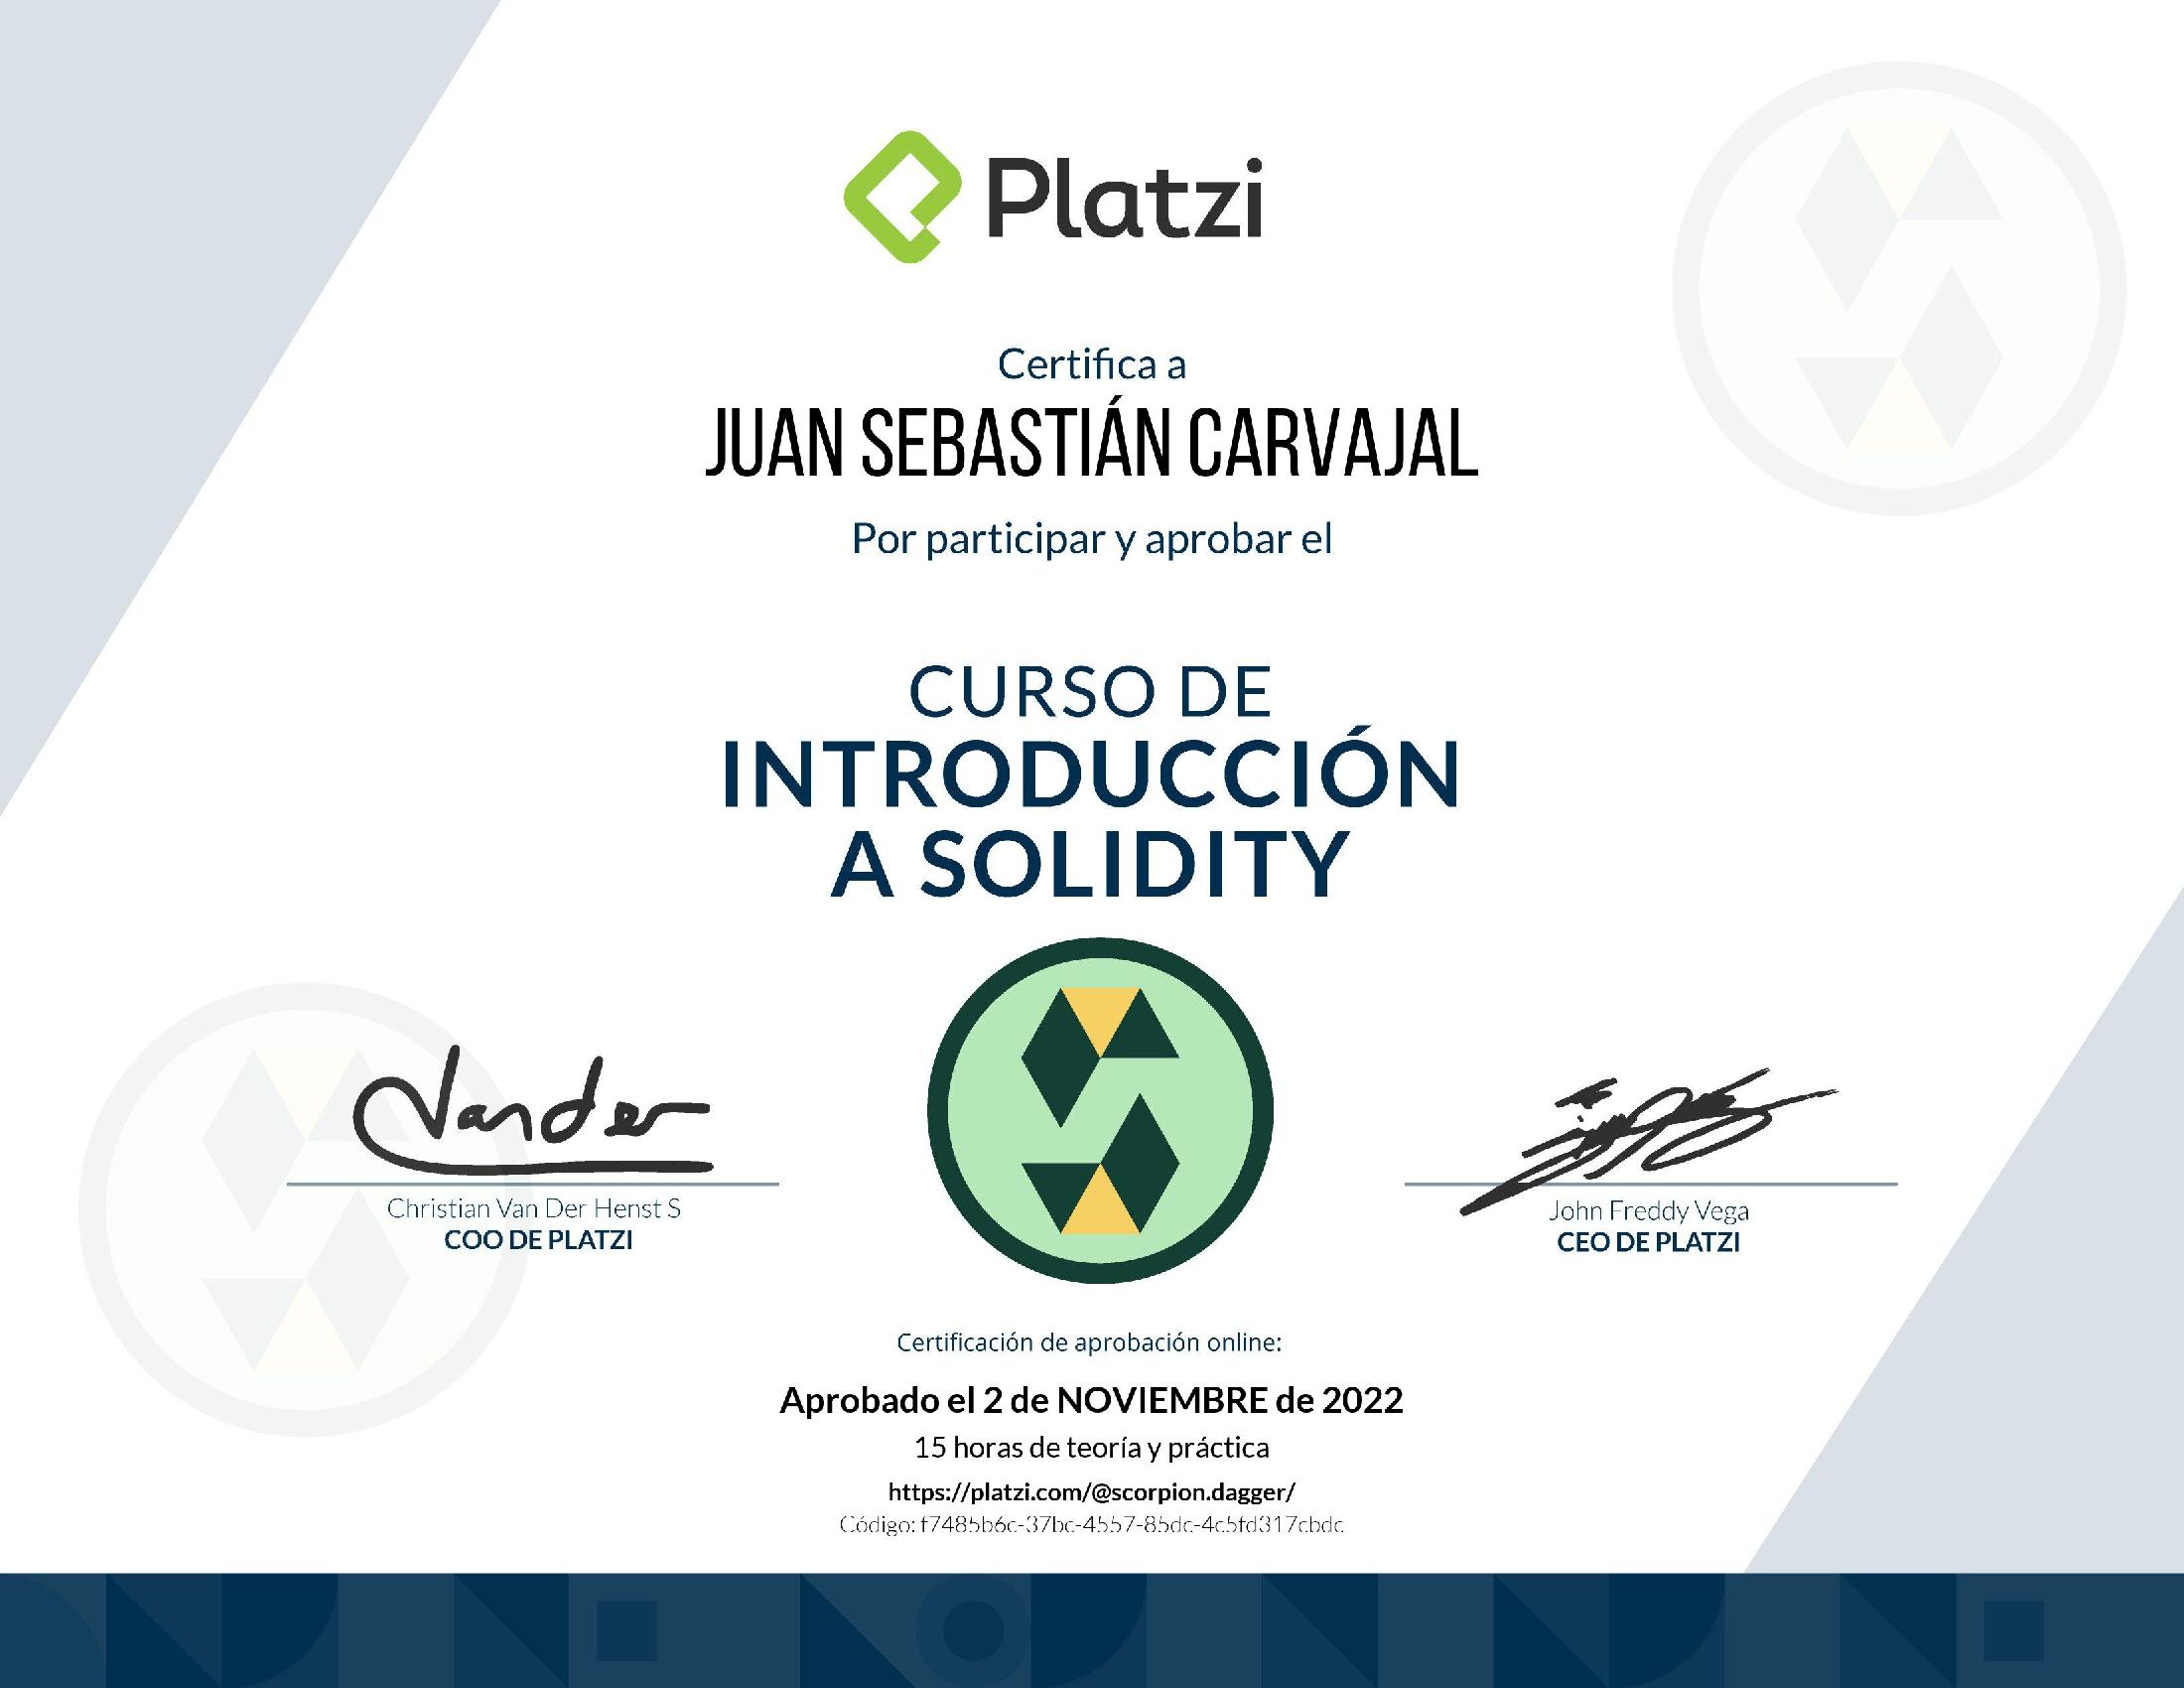 Platzi
Certifica a
JUAN SEBASTIÁN CARVAJAL
Por participar y aprobar el
CURSO DE
INTRODUCCIÓN
A SOLIDITY
Vander
Christian Van Der Henst S
COO DE PLATZI
John Freddy Vega
CEO DE PLATZI
Certificación de aprobación online:
Aprobado el 2 de NOVIEMBRE de 2022
15 horas de teoría y práctica
https://platzi.com/@scorpion.dagger/
Código: f7485b6c-37bc-4557-85dc-4c5fd317cbdc